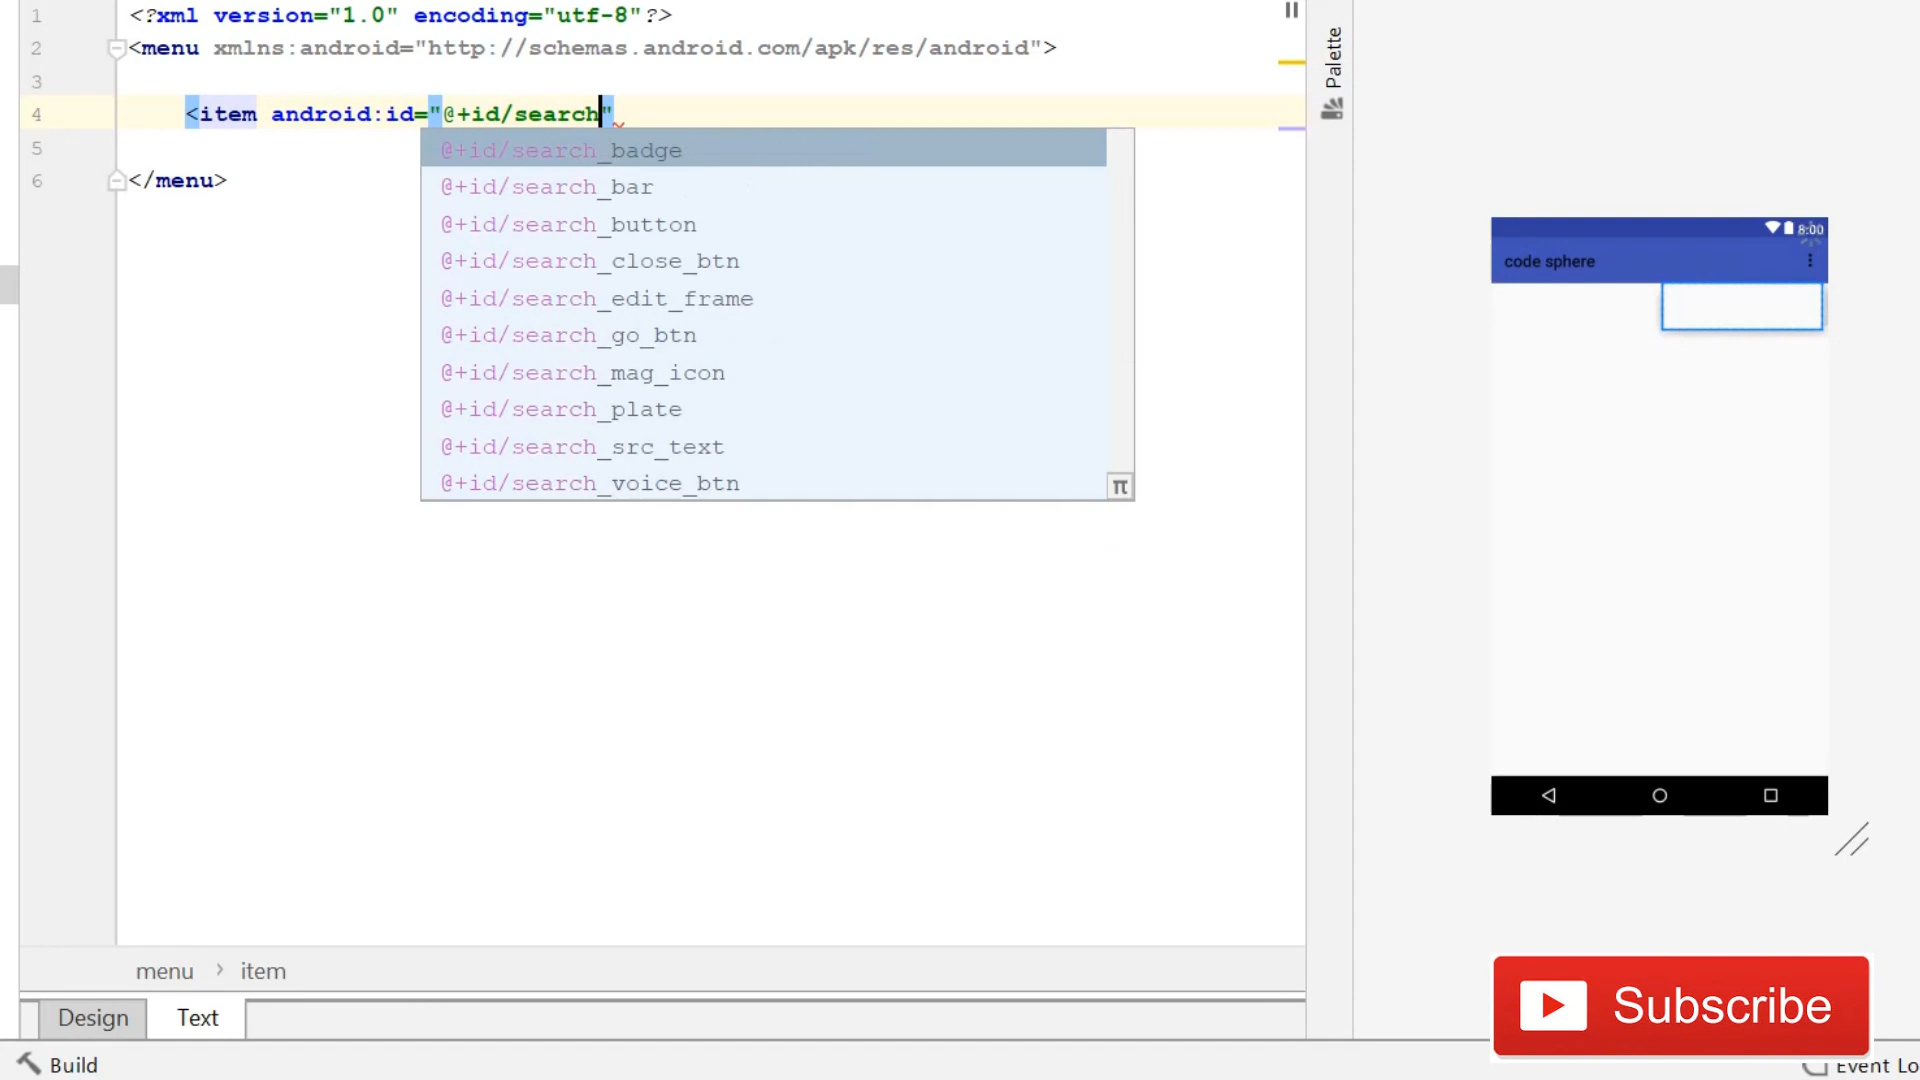 1 <?xml version="1.0" encoding="utf-8"?>
2 <menu xmlns:android="http://schemas.android.com/apk/res/android">
3
4 <item android:id="@+id/search"
5
6 </menu>
@+id/search_badge
@+id/search_bar
@+id/search_button
@+id/search_close_btn
@+id/search_edit_frame
@+id/search_go_btn
@+id/search_mag_icon
@+id/search_plate
@+id/search_src_text
@+id/search_voice_btn
π
Palette
8:00
code sphere
menu › item
Design Text
Build
Subscribe
Event Lo